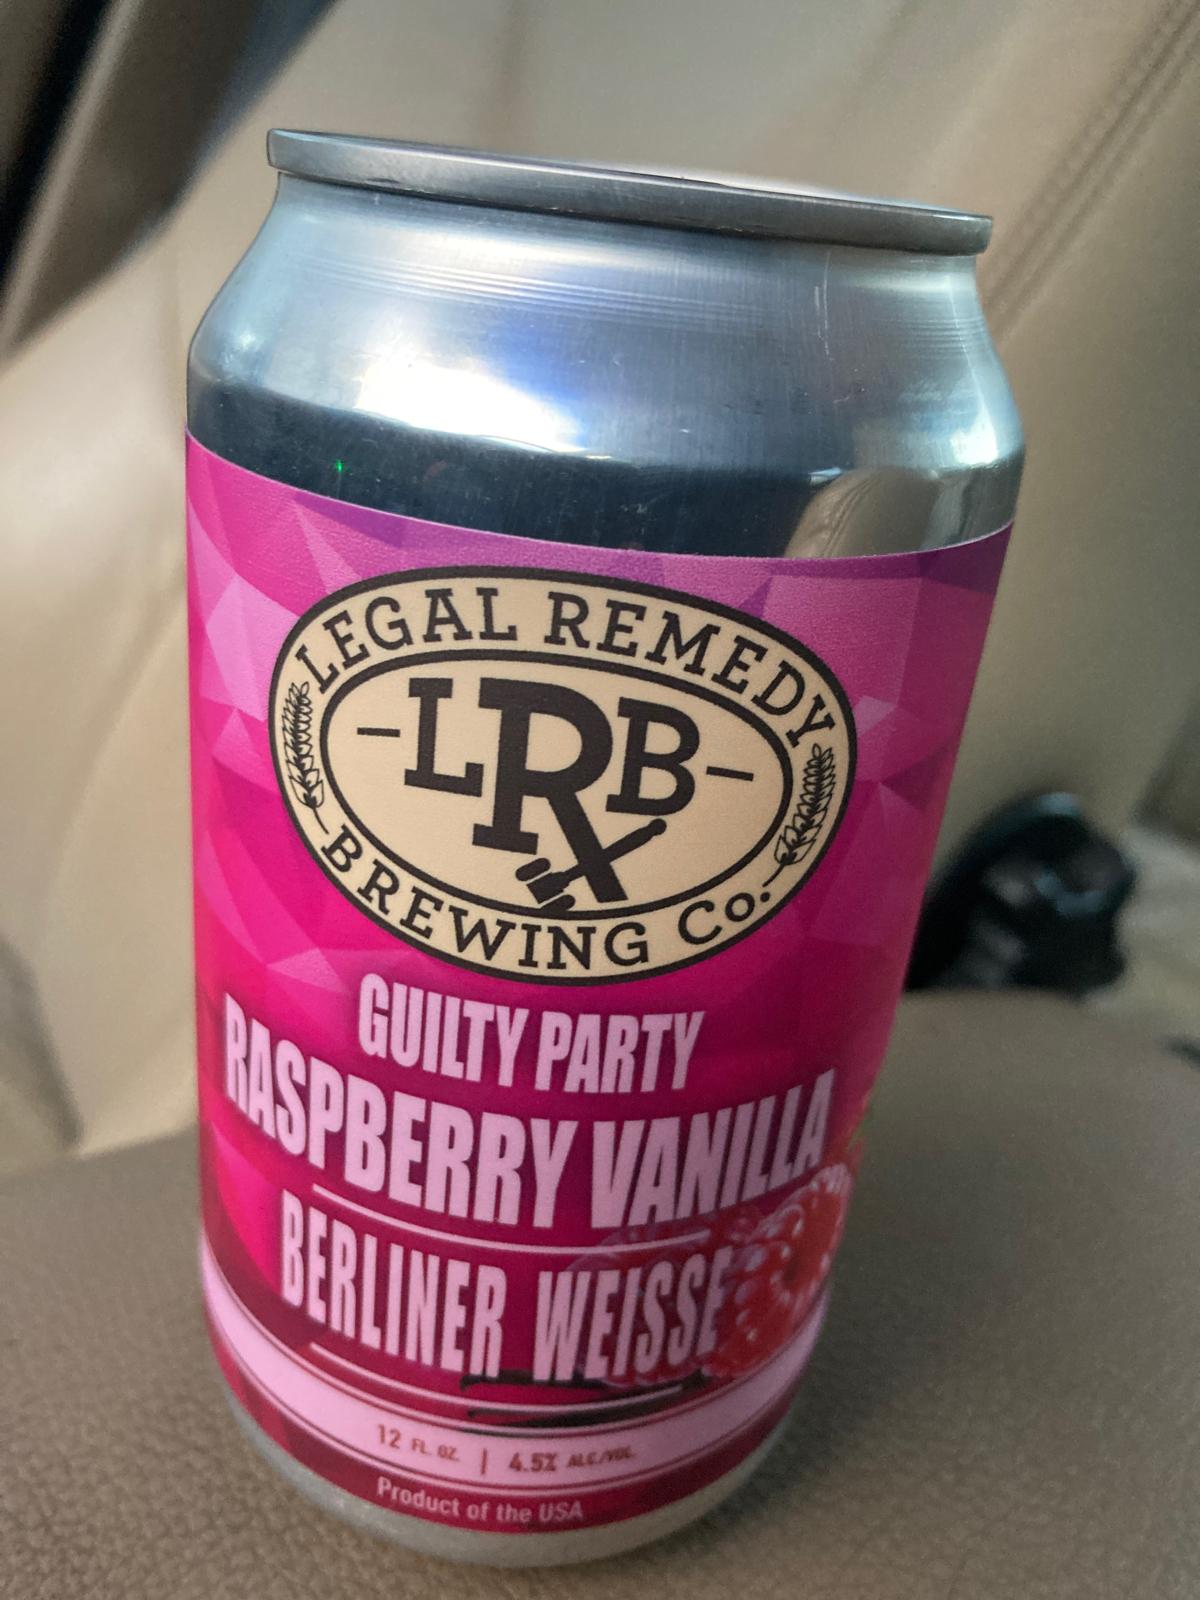 LEGAL REMEDY
-LRB-
BREWING Co.
GUILTY PARTY
RASPBERRY VANILLA
BERLINER WEISSE
12 FL. OZ. | 4.5% ALC/VOL.
Product of the USA